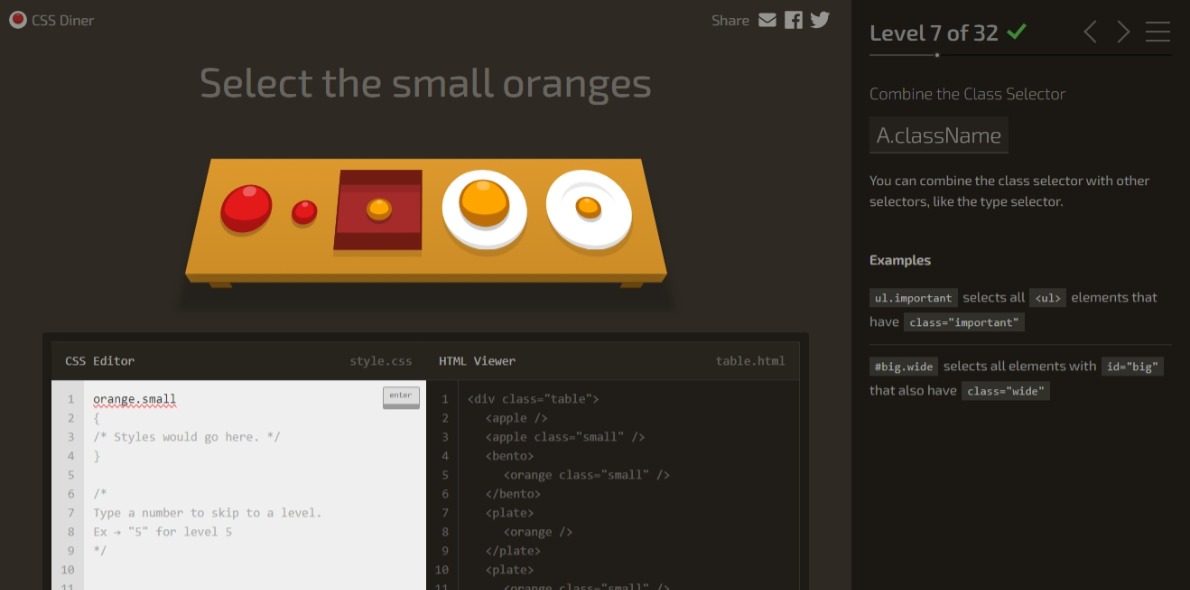 CSS Diner
Share
Select the small oranges
CSS Editor
style.css
1 orange.small
enter
2 {
3 /* Styles would go here. */
4 }
5
6 /*
7 Type a number to skip to a level.
8 Ex → "5" for level 5
9 */
10
11
HTML Viewer
table.html
1 <div class="table">
2 <apple />
3 <apple class="small" />
4 <bento>
5 <orange class="small" />
6 </bento>
7 <plate>
8 <orange />
9 </plate>
10 <plate>
11 <orange class="small" />
Level 7 of 32
Combine the Class Selector
A.className
You can combine the class selector with other
selectors, like the type selector.
Examples
ul.important selects all <ul> elements that
have class="important"
#big.wide selects all elements with id="big"
that also have class="wide"